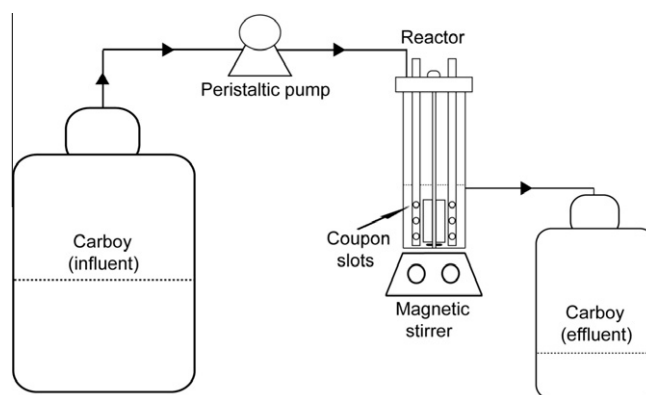 Reactor
Peristaltic pump
Carboy
(influent)
Coupon
slots
Magnetic
stirrer
Carboy
(effluent)